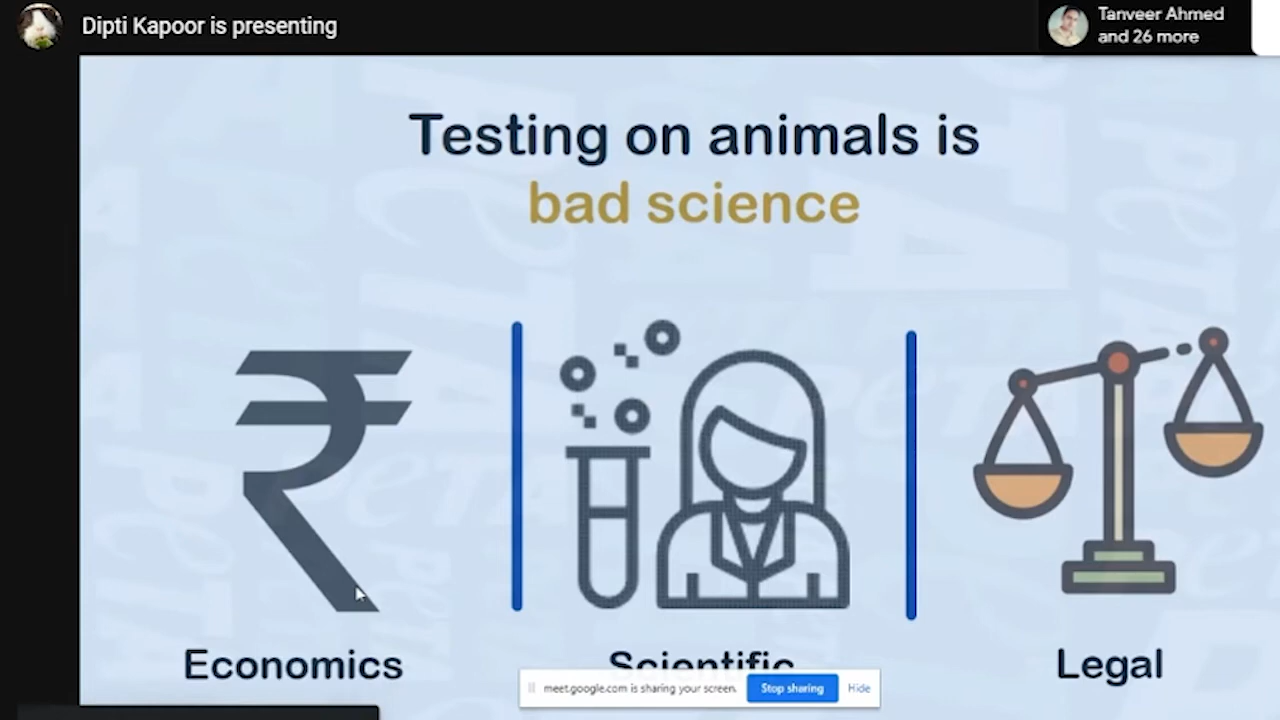 Dipti Kapoor is presenting
Tanveer Ahmed
and 26 more
Testing on animals is
bad science
Economics
Scientific
Legal
meet.google.com is sharing your screen.
Stop sharing
Hide